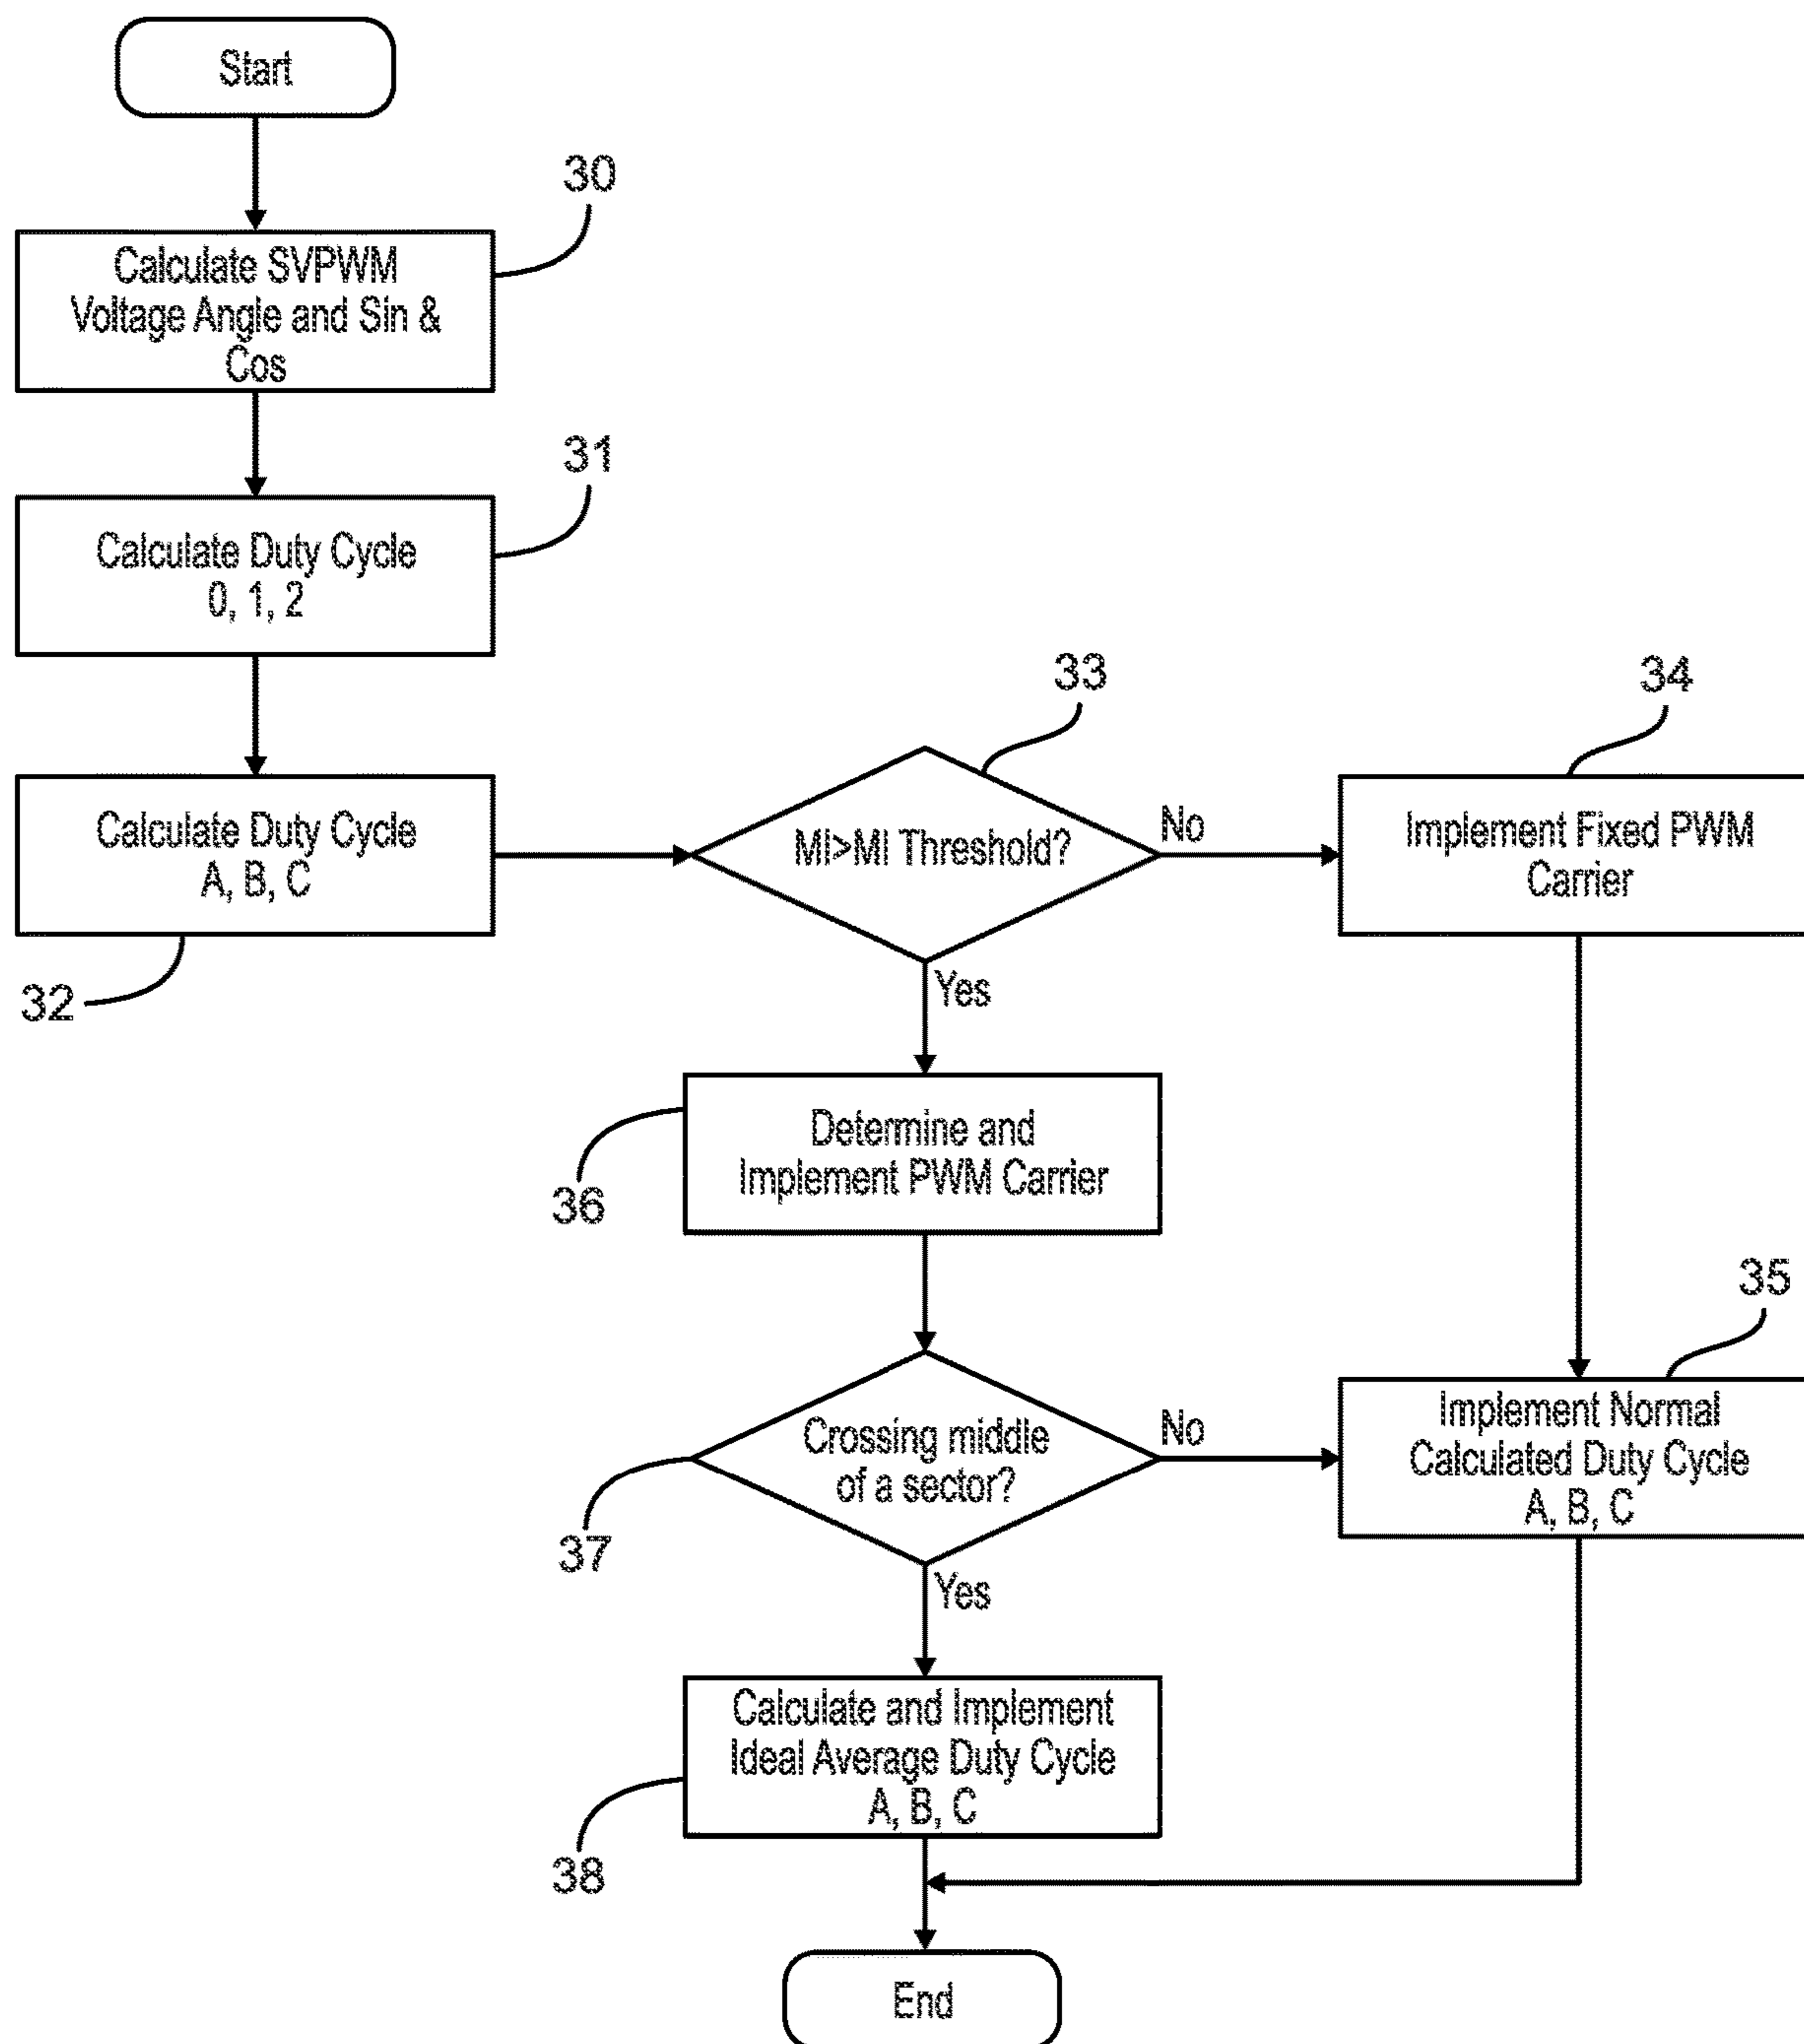 Start
30
Calculate SVPWM
Voltage Angle and Sin &
Cos
31
Calculate Duty Cycle
0, 1, 2
Calculate Duty Cycle
A, B, C
32
33
MI>MI Threshold?
No
Yes
34
Implement Fixed PWM
Carrier
Determine and
Implement PWM Carrier
36
Crossing middle
of a sector?
37
No
Yes
35
Implement Normal
Calculated Duty Cycle
A, B, C
Calculate and Implement
Ideal Average Duty Cycle
A, B, C
38
End